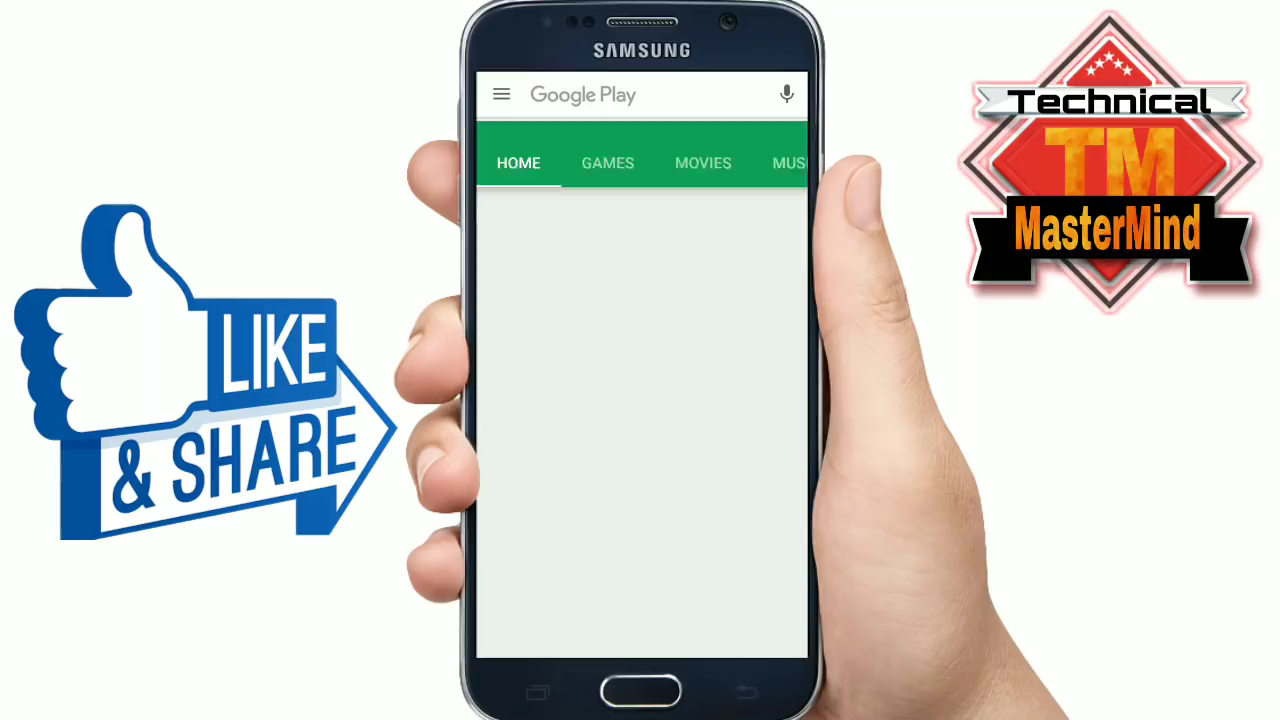 SAMSUNG
Google Play
HOME GAMES MOVIES MUS
LIKE
& SHARE
Technical
TM
MasterMind